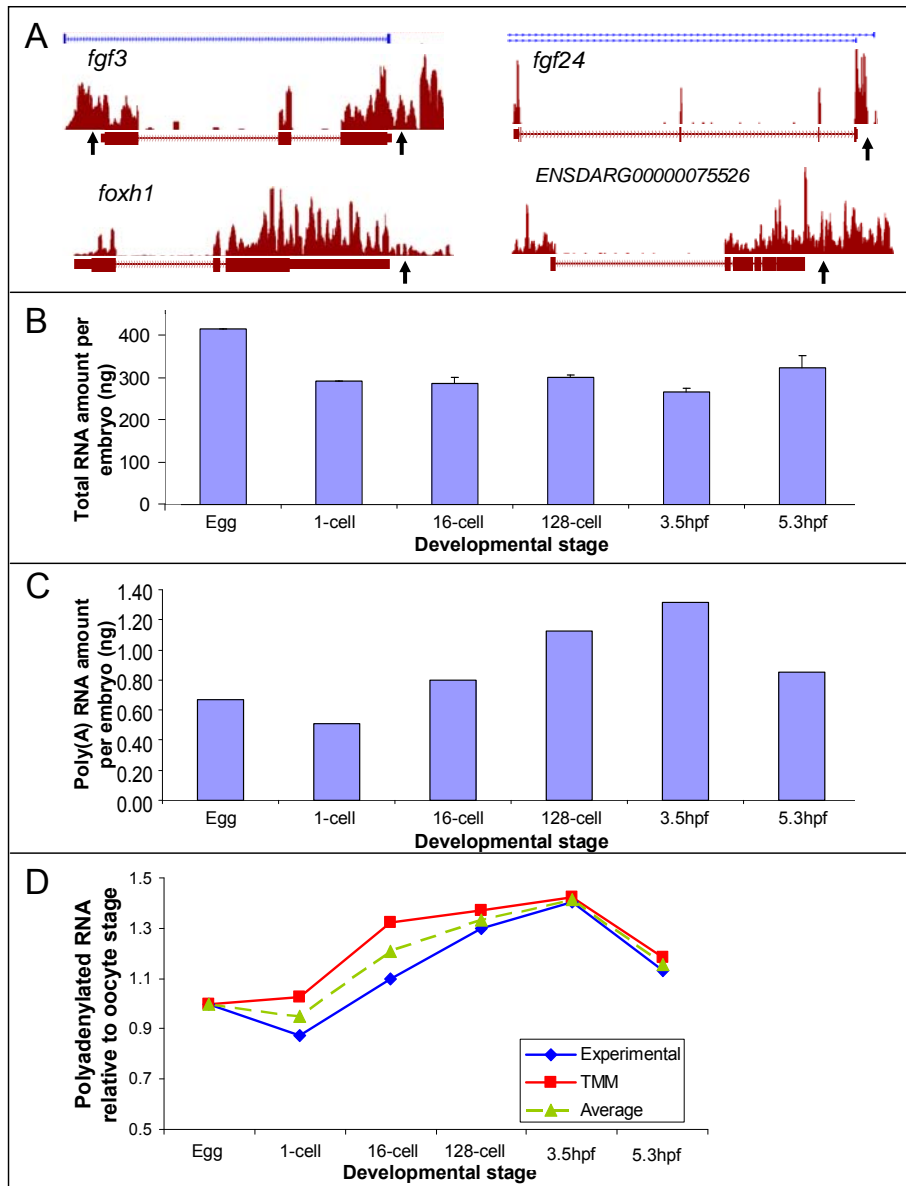 A
fgf3
fgf24
foxh1
ENSDARG00000075526
B
Total RNA amount per
embryo (ng)
400
300
200
100
0
Egg 1-cell 16-cell 128-cell 3.5hpf 5.3hpf
Developmental stage
C
Poly(A) RNA amount
per embryo (ng)
1.40
1.20
1.00
0.80
0.60
0.40
0.20
0.00
Egg 1-cell 16-cell 128-cell 3.5hpf 5.3hpf
Developmental stage
D
Polyadenylated RNA
relative to oocyte stage
1.5
1.3
1.1
0.9
0.7
0.5
Experimental
TMM
Average
Egg 1-cell 16-cell 128-cell 3.5hpf 5.3hpf
Developmental stage